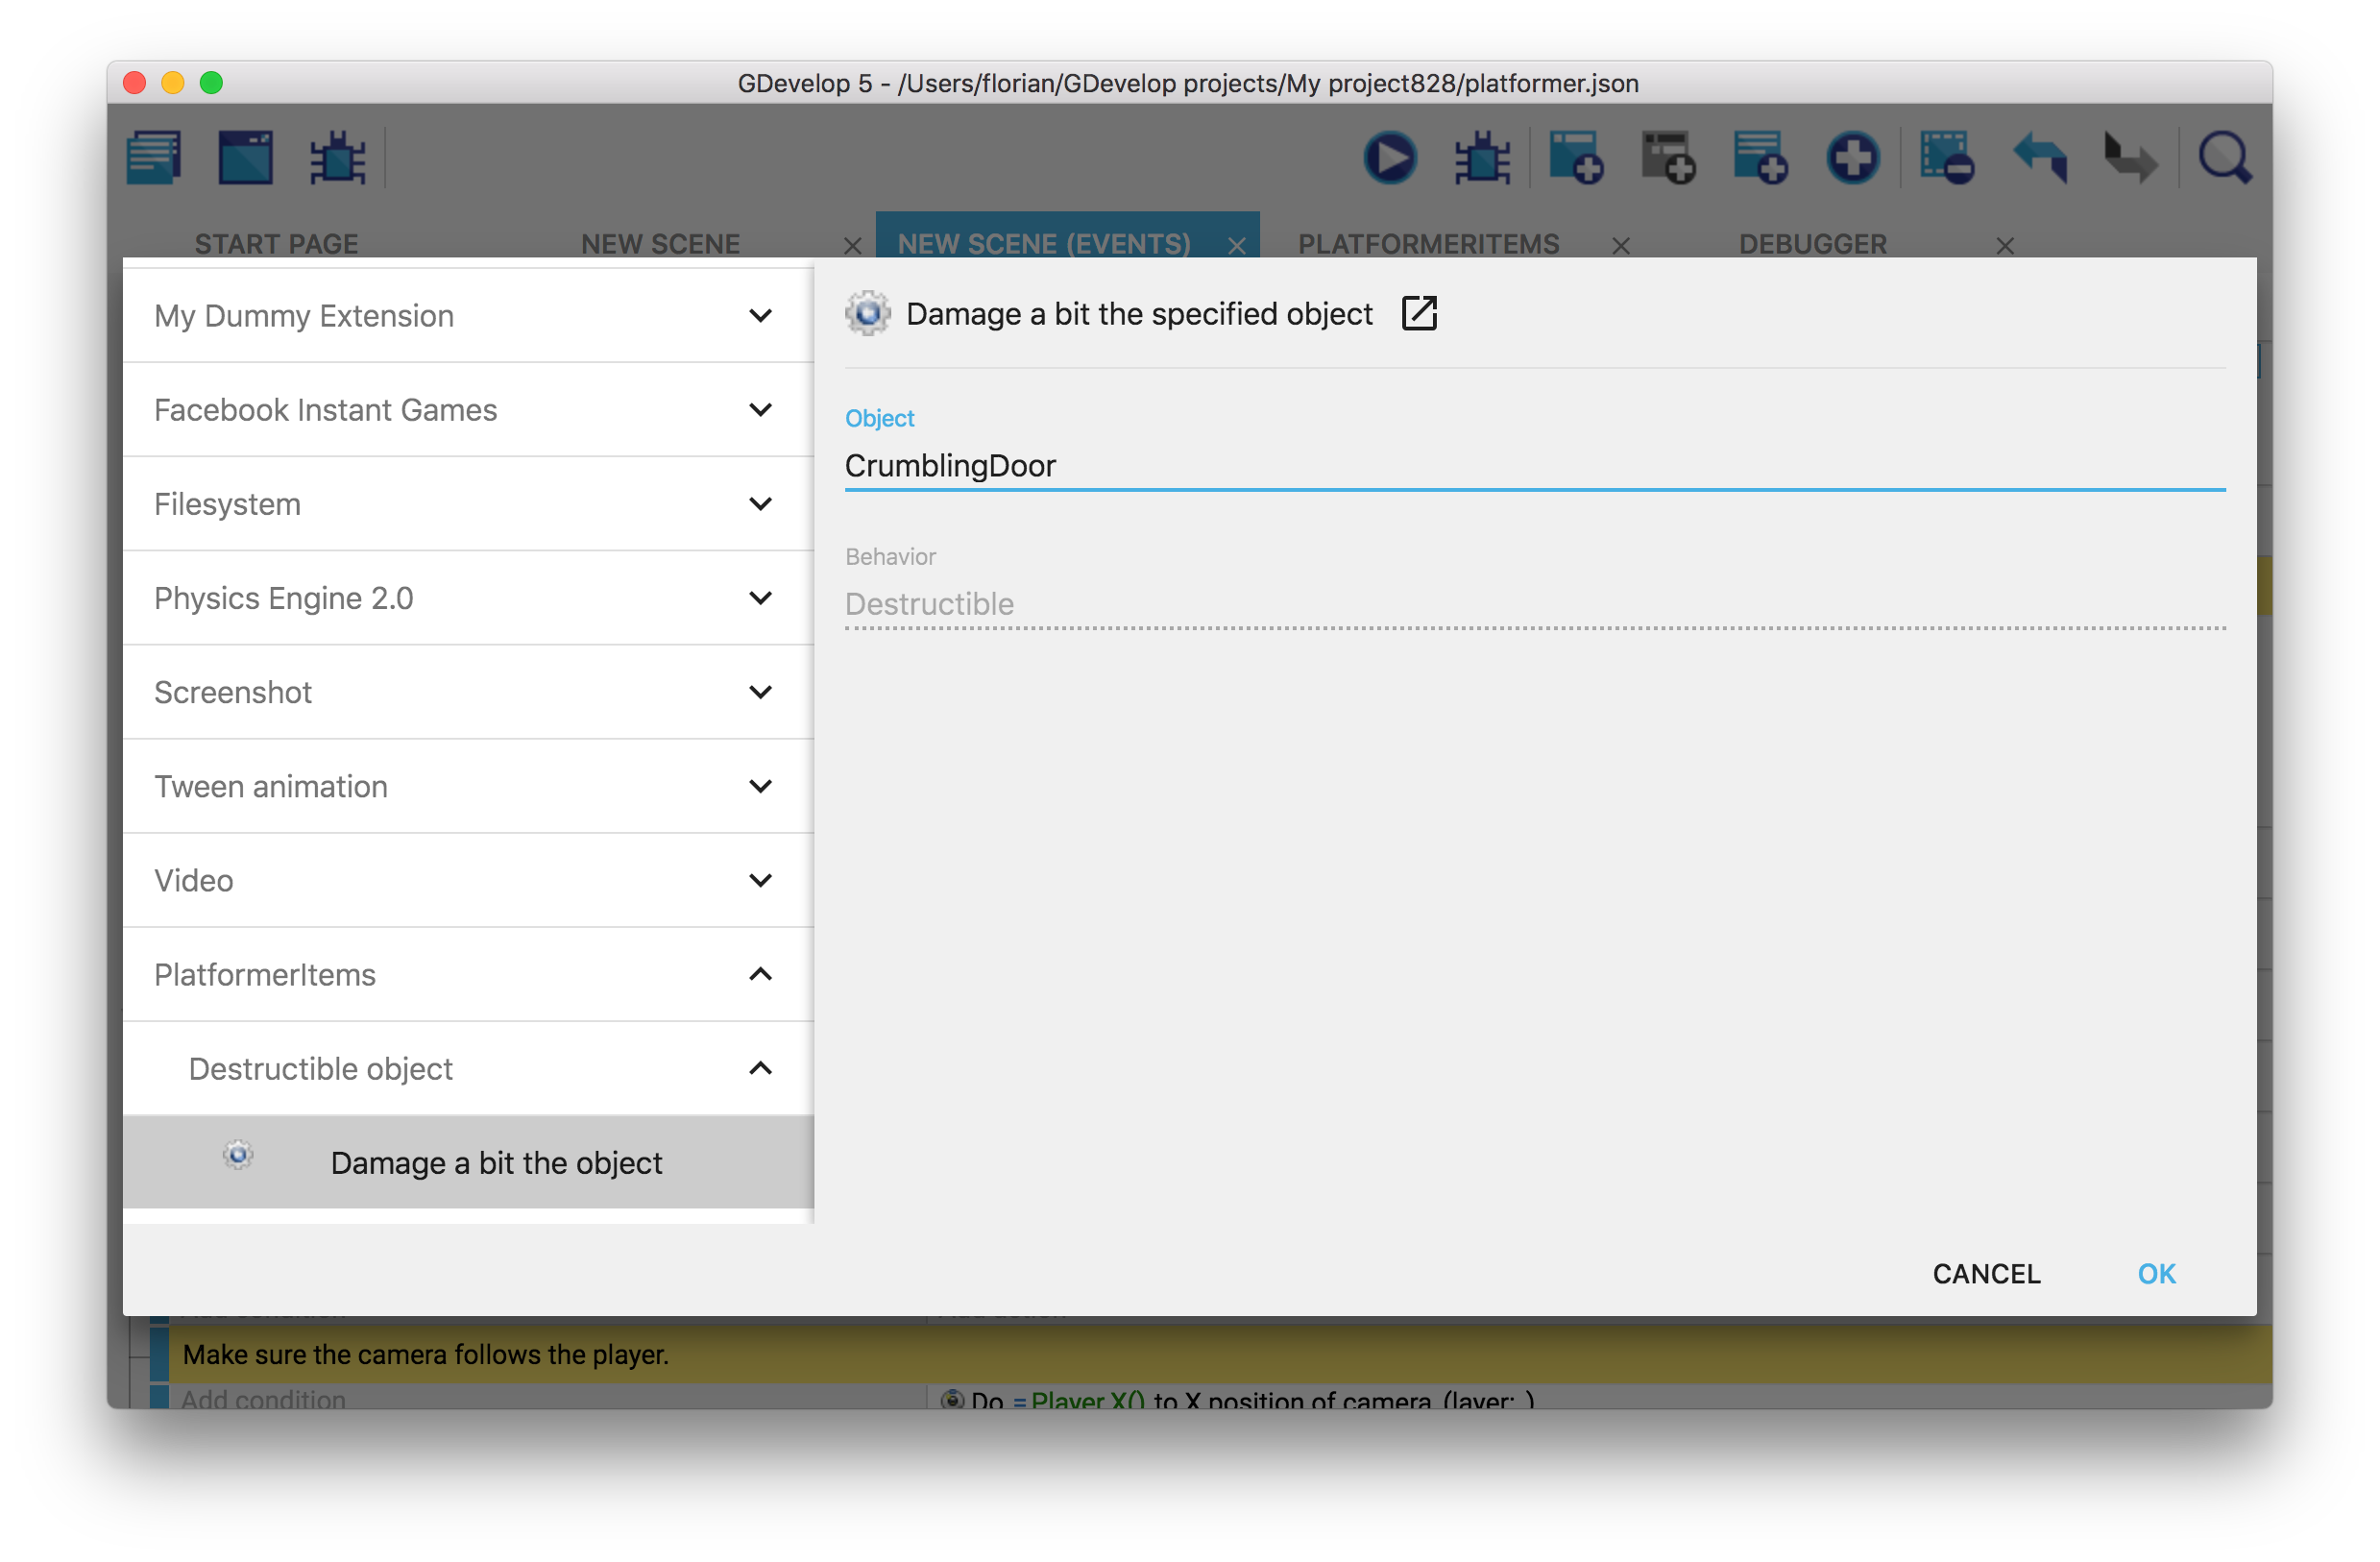 GDevelop 5 - /Users/florian/GDevelop projects/My project828/platformer.json
START PAGE
NEW SCENE
NEW SCENE (EVENTS)
PLATFORMERITEMS
DEBUGGER
My Dummy Extension
Facebook Instant Games
Filesystem
Physics Engine 2.0
Screenshot
Tween animation
Video
PlatformerItems
Destructible object
Damage a bit the object
Damage a bit the specified object
Object
CrumblingDoor
Behavior
Destructible
CANCEL
OK
Make sure the camera follows the player.
Add condition
Do =Player.X() to X position of camera (layer: )